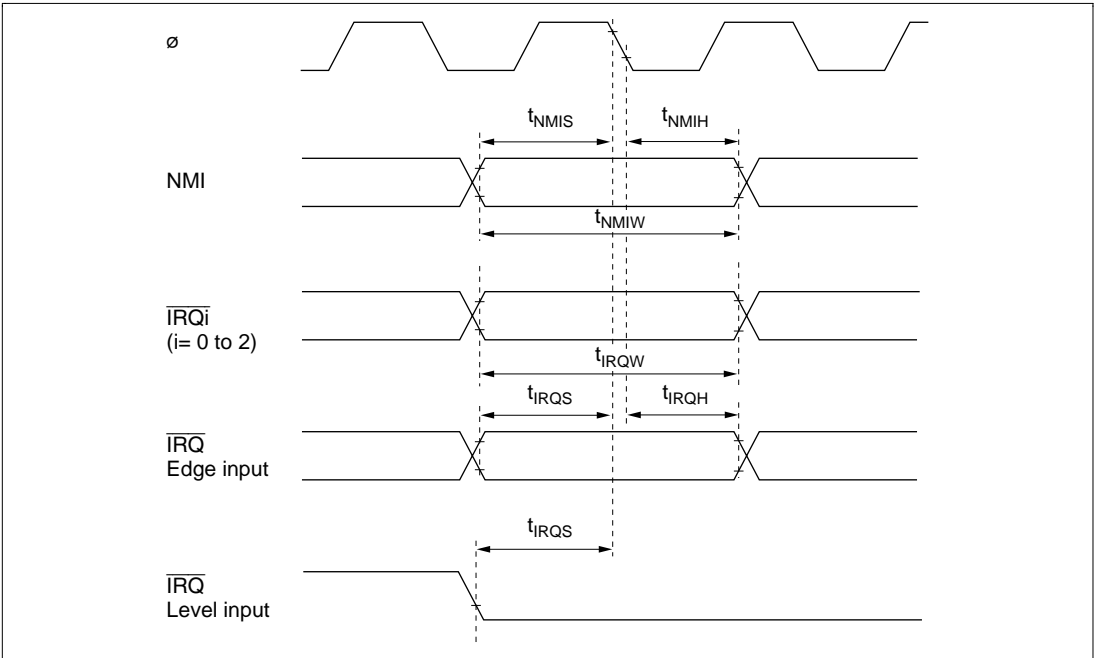 ø
tNMIS
tNMIH
NMI
tNMIW
IRQi
(i= 0 to 2)
tIRQW
tIRQS
tIRQH
IRQ
Edge input
tIRQS
IRQ
Level input